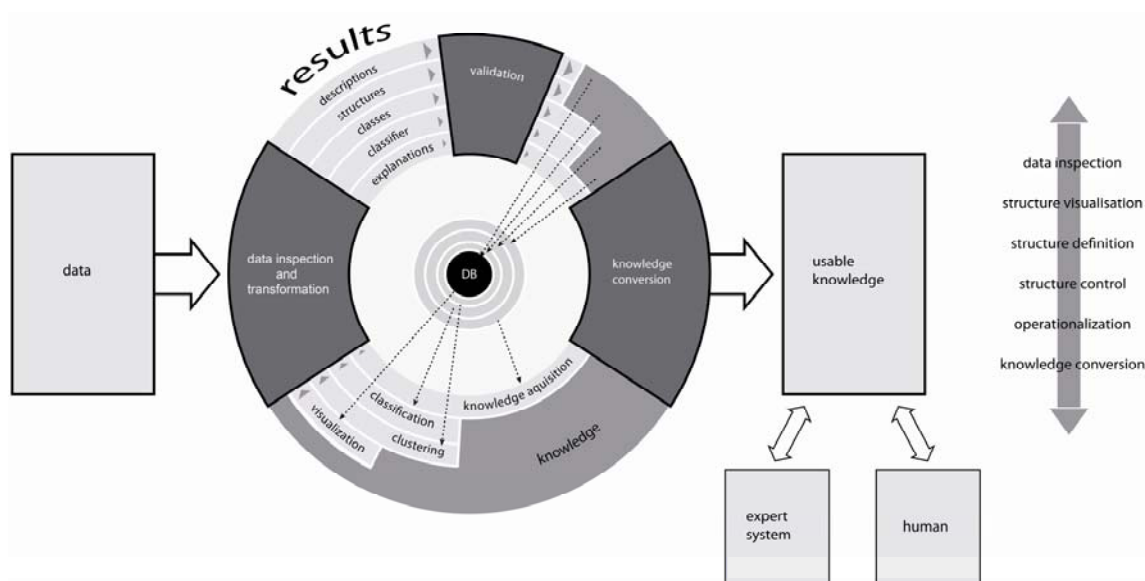 results
descriptions
structures
classes
classifier
explanations
validation
data
data inspection
and
transformation
DB
knowledge
conversion
usable
knowledge
visualization
classification
clustering
knowledge aquisition
knowledge
expert
system
human
data inspection
structure visualisation
structure definition
structure control
operationalization
knowledge conversion